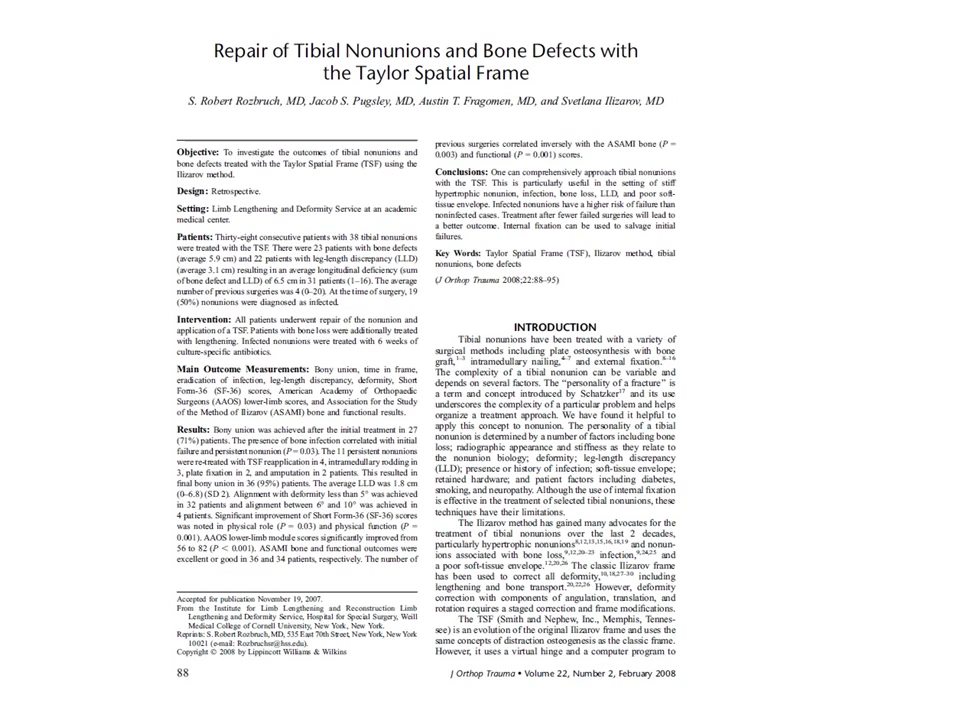 Repair of Tibial Nonunions and Bone Defects with
the Taylor Spatial Frame
S. Robert Rozbruch, MD, Jacob S. Pugsley, MD, Austin T. Fragomen, MD, and Svetlana Ilizarov, MD
Objective: To investigate the outcomes of tibial nonunions and
bone defects treated with the Taylor Spatial Frame (TSF) using the
Ilizarov method.
Design: Retrospective.
Setting: Limb Lengthening and Deformity Service at an academic
medical center.
Patients: Thirty-eight consecutive patients with 38 tibial nonunions
were treated with the TSF. There were 23 patients with bone defects
(average 5.9 cm) and 22 patients with leg-length discrepancy (LLD)
(average 3.1 cm) resulting in an average longitudinal deficiency (sum
of bone defect and LLD) of 6.5 cm in 31 patients (1–16). The average
number of previous surgeries was 4 (0–20). At the time of surgery, 19
(50%) nonunions were diagnosed as infected.
Intervention: All patients underwent repair of the nonunion and
application of a TSF. Patients with bone loss were additionally treated
with lengthening. Infected nonunions were treated with 6 weeks of
culture-specific antibiotics.
Main Outcome Measurements: Bony union, time in frame,
eradication of infection, leg-length discrepancy, deformity, Short
Form-36 (SF-36) scores, American Academy of Orthopaedic
Surgeons (AAOS) lower-limb scores, and Association for the Study
of the Method of Ilizarov (ASAMI) bone and functional results.
Results: Bony union was achieved after the initial treatment in 27
(71%) patients. The presence of bone infection correlated with initial
failure and persistent nonunion (P = 0.03). The 11 persistent nonunions
were re-treated with TSF reapplication in 4, intramedullary rodding in
3, plate fixation in 2, and amputation in 2 patients. This resulted in
final bony union in 36 (95%) patients. The average LLD was 1.8 cm
(0–6.8) (SD 2). Alignment with deformity less than 5° was achieved
in 32 patients and alignment between 6° and 10° was achieved in
4 patients. Significant improvement of Short Form-36 (SF-36) scores
was noted in physical role (P = 0.03) and physical function (P =
0.001). AAOS lower-limb module scores significantly improved from
56 to 82 (P < 0.001). ASAMI bone and functional outcomes were
excellent or good in 36 and 34 patients, respectively. The number of
Accepted for publication November 19, 2007.
From the Institute for Limb Lengthening and Reconstruction Limb
Lengthening and Deformity Service, Hospital for Special Surgery, Weill
Medical College of Cornell University, New York, New York.
Reprints: S. Robert Rozbruch, MD, 535 East 70th Street, New York, New York
10021 (e-mail: Rozbruchsr@hss.edu).
Copyright © 2008 by Lippincott Williams & Wilkins
previous surgeries correlated inversely with the ASAMI bone (P =
0.003) and functional (P = 0.001) scores.
Conclusions: One can comprehensively approach tibial nonunions
with the TSF. This is particularly useful in the setting of stiff
hypertrophic nonunion, infection, bone loss, LLD, and poor soft-
tissue envelope. Infected nonunions have a higher risk of failure than
noninfected cases. Treatment after fewer failed surgeries will lead to
a better outcome. Internal fixation can be used to salvage initial
failures.
Key Words: Taylor Spatial Frame (TSF), Ilizarov method, tibial
nonunions, bone defects
(J Orthop Trauma 2008;22:88–95)
INTRODUCTION
Tibial nonunions have been treated with a variety of
surgical methods including plate osteosynthesis with bone
graft,1–3 intramedullary nailing,4–7 and external fixation.8–16
The complexity of a tibial nonunion can be variable and
depends on several factors. The “personality of a fracture” is
a term and concept introduced by Schatzker17 and its use
underscores the complexity of a particular problem and helps
organize a treatment approach. We have found it helpful to
apply this concept to nonunion. The personality of a tibial
nonunion is determined by a number of factors including bone
loss; radiographic appearance and stiffness as they relate to
the nonunion biology; deformity; leg-length discrepancy
(LLD); presence or history of infection; soft-tissue envelope;
retained hardware; and patient factors including diabetes,
smoking, and neuropathy. Although the use of internal fixation
is effective in the treatment of selected tibial nonunions, these
techniques have their limitations.
The Ilizarov method has gained many advocates for the
treatment of tibial nonunions over the last 2 decades,
particularly hypertrophic nonunions8,12,13,15,16,18,19 and nonun-
ions associated with bone loss,9,12,20–23 infection,9,24,25 and
a poor soft-tissue envelope.12,20,26 The classic Ilizarov frame
has been used to correct all deformity,10,18,27–30 including
lengthening and bone transport.20,22,26 However, deformity
correction with components of angulation, translation, and
rotation requires a staged correction and frame modifications.
The TSF (Smith and Nephew, Inc., Memphis, Tennes-
see) is an evolution of the original Ilizarov frame and uses the
same concepts of distraction osteogenesis as the classic frame.
However, it uses a virtual hinge and a computer program to
88
J Orthop Trauma • Volume 22, Number 2, February 2008